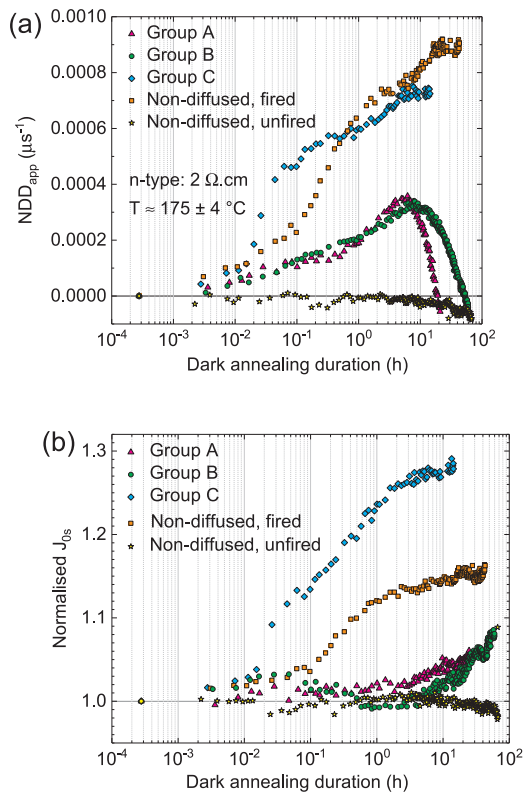 (a)
0.0010
0.0008
0.0006
0.0004
0.0002
0.0000
NDDapp (μs⁻¹)
Group A
Group B
Group C
Non-diffused, fired
Non-diffused, unfired
n-type: 2 Ω.cm
T ≈ 175 ± 4 °C
10⁻⁴ 10⁻³ 10⁻² 10⁻¹ 10⁰ 10¹ 10²
Dark annealing duration (h)
(b)
1.3
1.2
1.1
1.0
Normalised J0s
Group A
Group B
Group C
Non-diffused, fired
Non-diffused, unfired
10⁻⁴ 10⁻³ 10⁻² 10⁻¹ 10⁰ 10¹ 10²
Dark annealing duration (h)